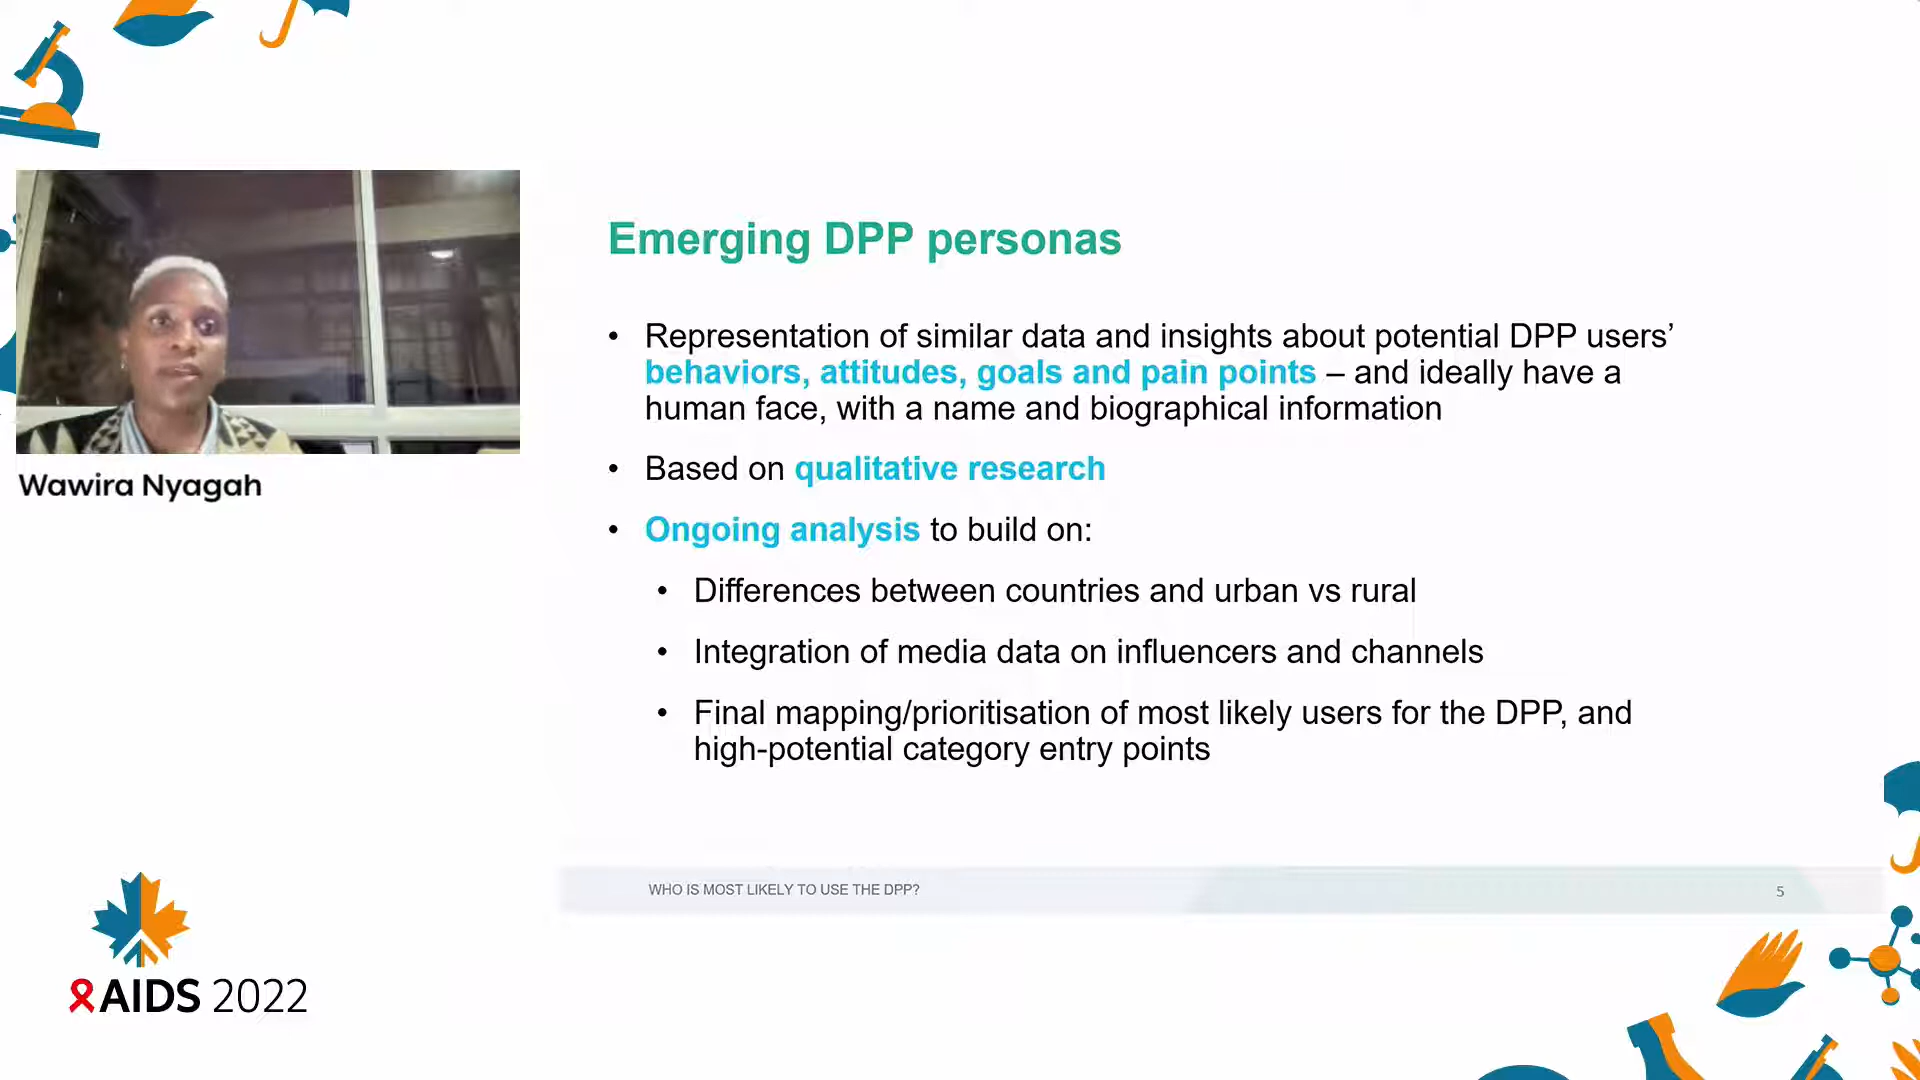 Wawira Nyagah
Emerging DPP personas
• Representation of similar data and insights about potential DPP users’
behaviors, attitudes, goals and pain points – and ideally have a
human face, with a name and biographical information
• Based on qualitative research
• Ongoing analysis to build on:
• Differences between countries and urban vs rural
• Integration of media data on influencers and channels
• Final mapping/prioritisation of most likely users for the DPP, and
high-potential category entry points
WHO IS MOST LIKELY TO USE THE DPP?
5
AIDS 2022